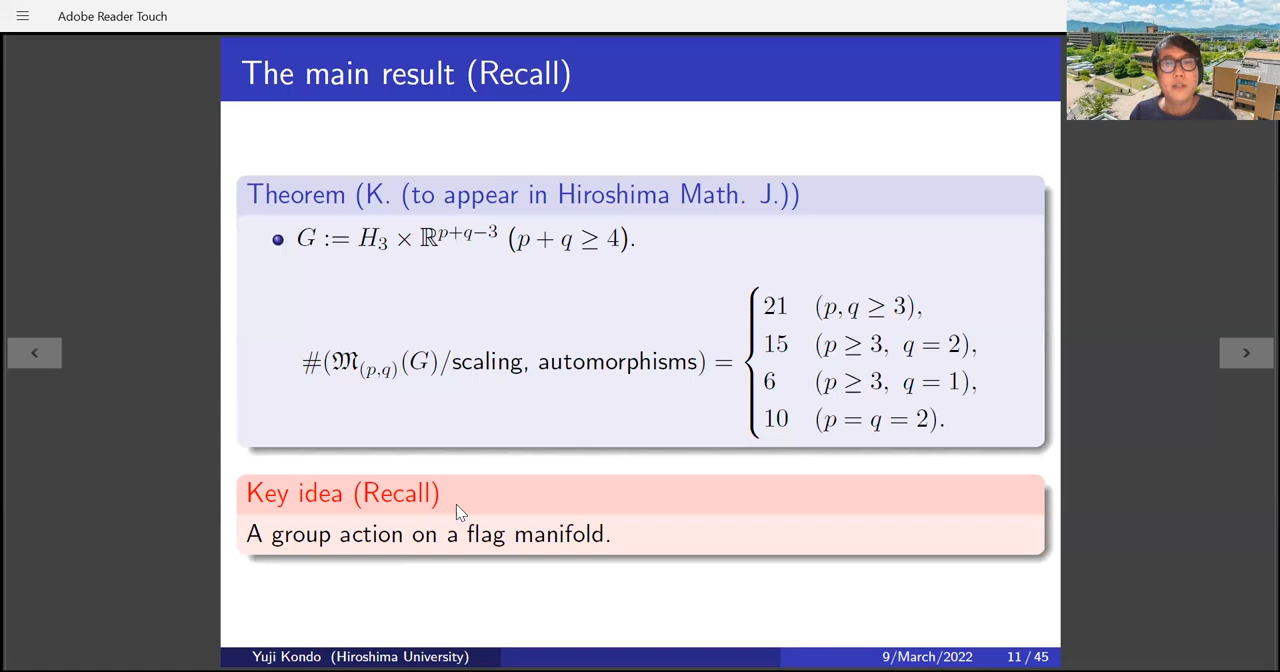 Adobe Reader Touch
The main result (Recall)
Theorem (K. (to appear in Hiroshima Math. J.))
G := H₃ × ℝ^{p+q−3} (p + q ≥ 4).
#(𝔐_{(p,q)}(G)/scaling, automorphisms) = { 21 (p, q ≥ 3),
15 (p ≥ 3, q = 2),
6 (p ≥ 3, q = 1),
10 (p = q = 2).
Key idea (Recall)
A group action on a flag manifold.
Yuji Kondo (Hiroshima University) 9/March/2022 11 / 45